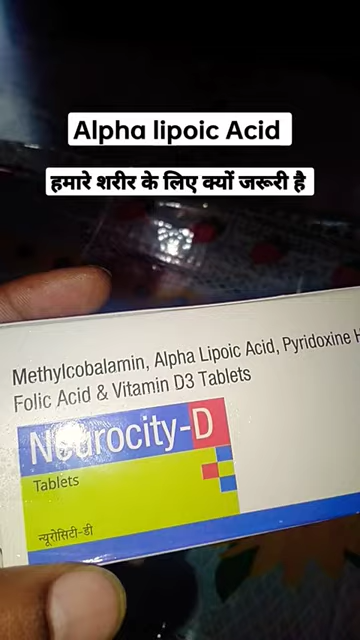 Alpha lipoic Acid
हमारे शरीर के लिए क्यों जरूरी है
Methylcobalamin, Alpha Lipoic Acid, Pyridoxine H
Folic Acid & Vitamin D3 Tablets
Neurocity-D
Tablets
न्यूरोसिटी-डी